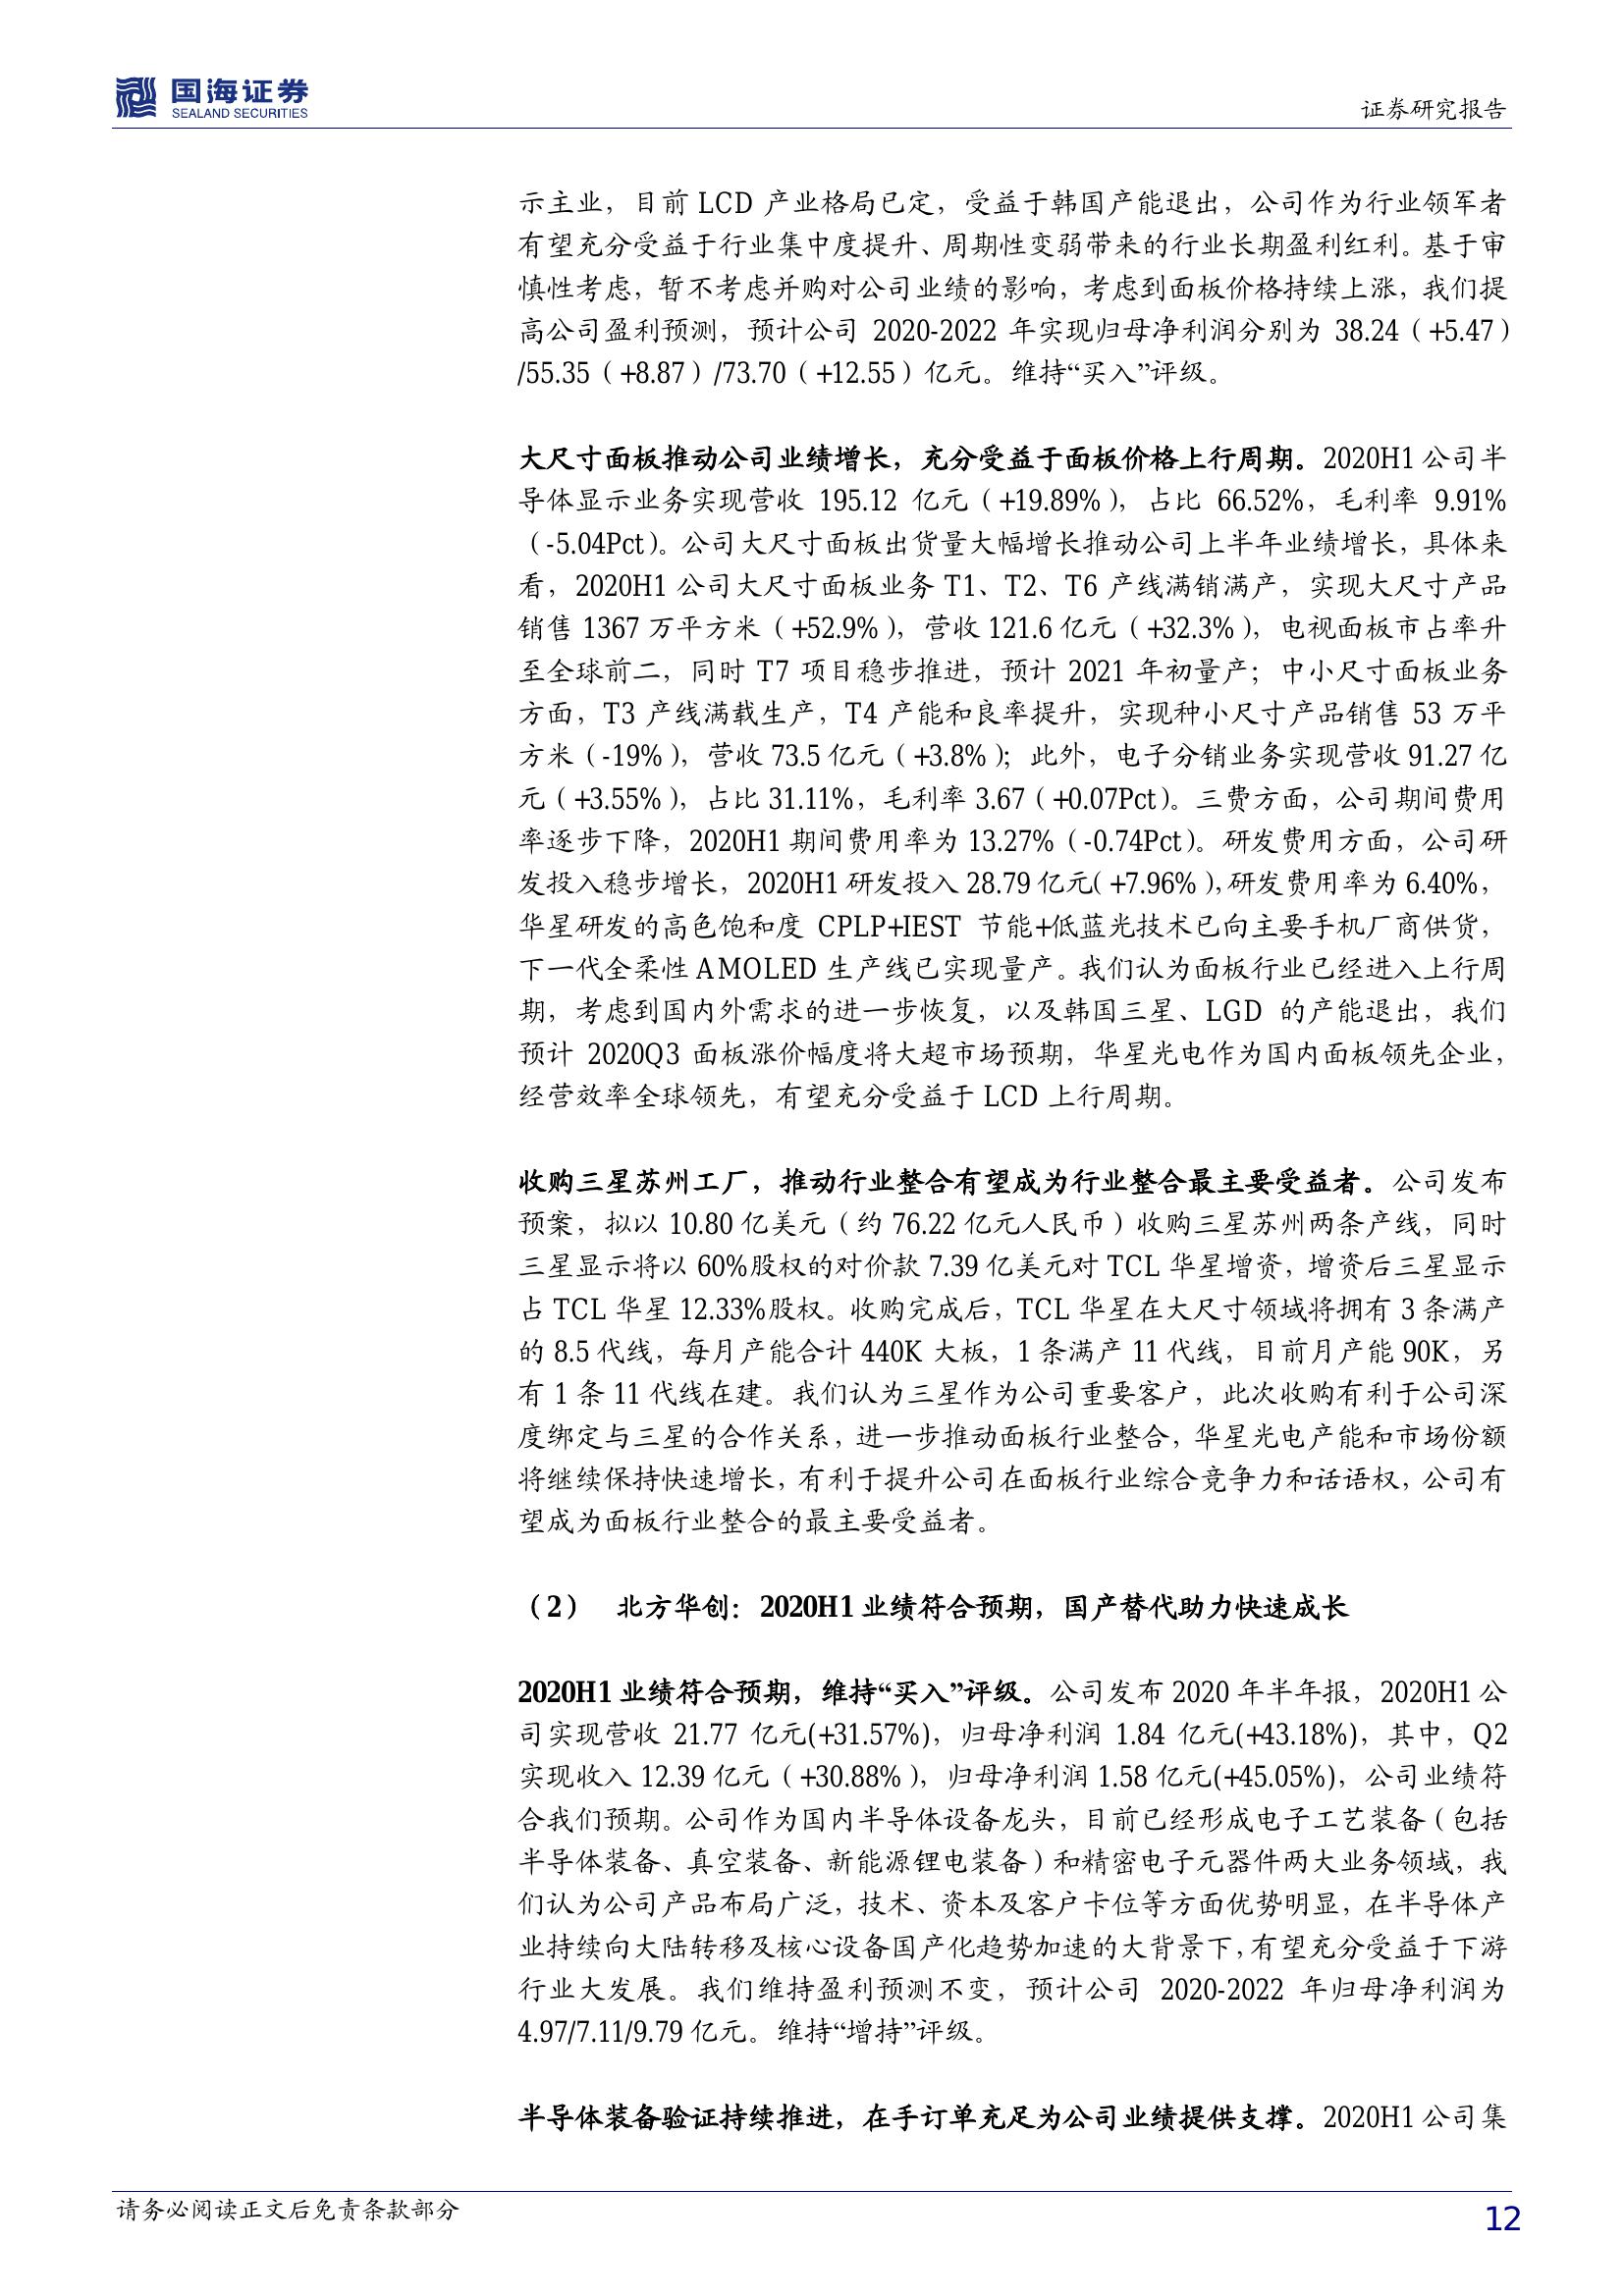 国海证券
SEALAND SECURITIES
证券研究报告
示主业，目前 LCD 产业格局已定，受益于韩国产能退出，公司作为行业领军者
有望充分受益于行业集中度提升、周期性变弱带来的行业长期盈利红利。基于审
慎性考虑，暂不考虑并购对公司业绩的影响，考虑到面板价格持续上涨，我们提
高公司盈利预测，预计公司 2020-2022 年实现归母净利润分别为 38.24（+5.47）
/55.35（+8.87）/73.70（+12.55）亿元。维持“买入”评级。
大尺寸面板推动公司业绩增长，充分受益于面板价格上行周期。2020H1 公司半
导体显示业务实现营收 195.12 亿元（+19.89%），占比 66.52%，毛利率 9.91%
（-5.04Pct）。公司大尺寸面板出货量大幅增长推动公司上半年业绩增长，具体来
看，2020H1 公司大尺寸面板业务 T1、T2、T6 产线满销满产，实现大尺寸产品
销售 1367 万平方米（+52.9%），营收 121.6 亿元（+32.3%），电视面板市占率升
至全球前二，同时 T7 项目稳步推进，预计 2021 年初量产；中小尺寸面板业务
方面，T3 产线满载生产，T4 产能和良率提升，实现种小尺寸产品销售 53 万平
方米（-19%），营收 73.5 亿元（+3.8%）；此外，电子分销业务实现营收 91.27 亿
元（+3.55%），占比 31.11%，毛利率 3.67（+0.07Pct）。三费方面，公司期间费用
率逐步下降，2020H1 期间费用率为 13.27%（-0.74Pct）。研发费用方面，公司研
发投入稳步增长，2020H1 研发投入 28.79 亿元（+7.96%），研发费用率为 6.40%，
华星研发的高色饱和度 CPLP+IEST 节能+低蓝光技术已向主要手机厂商供货，
下一代全柔性 AMOLED 生产线已实现量产。我们认为面板行业已经进入上行周
期，考虑到国内外需求的进一步恢复，以及韩国三星、LGD 的产能退出，我们
预计 2020Q3 面板涨价幅度将大超市场预期，华星光电作为国内面板领先企业，
经营效率全球领先，有望充分受益于 LCD 上行周期。
收购三星苏州工厂，推动行业整合有望成为行业整合最主要受益者。公司发布
预案，拟以 10.80 亿美元（约 76.22 亿元人民币）收购三星苏州两条产线，同时
三星显示将以 60%股权的对价款 7.39 亿美元对 TCL 华星增资，增资后三星显示
占 TCL 华星 12.33%股权。收购完成后，TCL 华星在大尺寸领域将拥有 3 条满产
的 8.5 代线，每月产能合计 440K 大板，1 条满产 11 代线，目前月产能 90K，另
有 1 条 11 代线在建。我们认为三星作为公司重要客户，此次收购有利于公司深
度绑定与三星的合作关系，进一步推动面板行业整合，华星光电产能和市场份额
将继续保持快速增长，有利于提升公司在面板行业综合竞争力和话语权，公司有
望成为面板行业整合的最主要受益者。
（2） 北方华创：2020H1 业绩符合预期，国产替代助力快速成长
2020H1 业绩符合预期，维持“买入”评级。公司发布 2020 年半年报，2020H1 公
司实现营收 21.77 亿元(+31.57%)，归母净利润 1.84 亿元(+43.18%)，其中，Q2
实现收入 12.39 亿元（+30.88%），归母净利润 1.58 亿元(+45.05%)，公司业绩符
合我们预期。公司作为国内半导体设备龙头，目前已经形成电子工艺装备（包括
半导体装备、真空装备、新能源锂电装备）和精密电子元器件两大业务领域，我
们认为公司产品布局广泛，技术、资本及客户卡位等方面优势明显，在半导体产
业持续向大陆转移及核心设备国产化趋势加速的大背景下，有望充分受益于下游
行业大发展。我们维持盈利预测不变，预计公司 2020-2022 年归母净利润为
4.97/7.11/9.79 亿元。维持“增持”评级。
半导体装备验证持续推进，在手订单充足为公司业绩提供支撑。2020H1 公司集
请务必阅读正文后免责条款部分
12